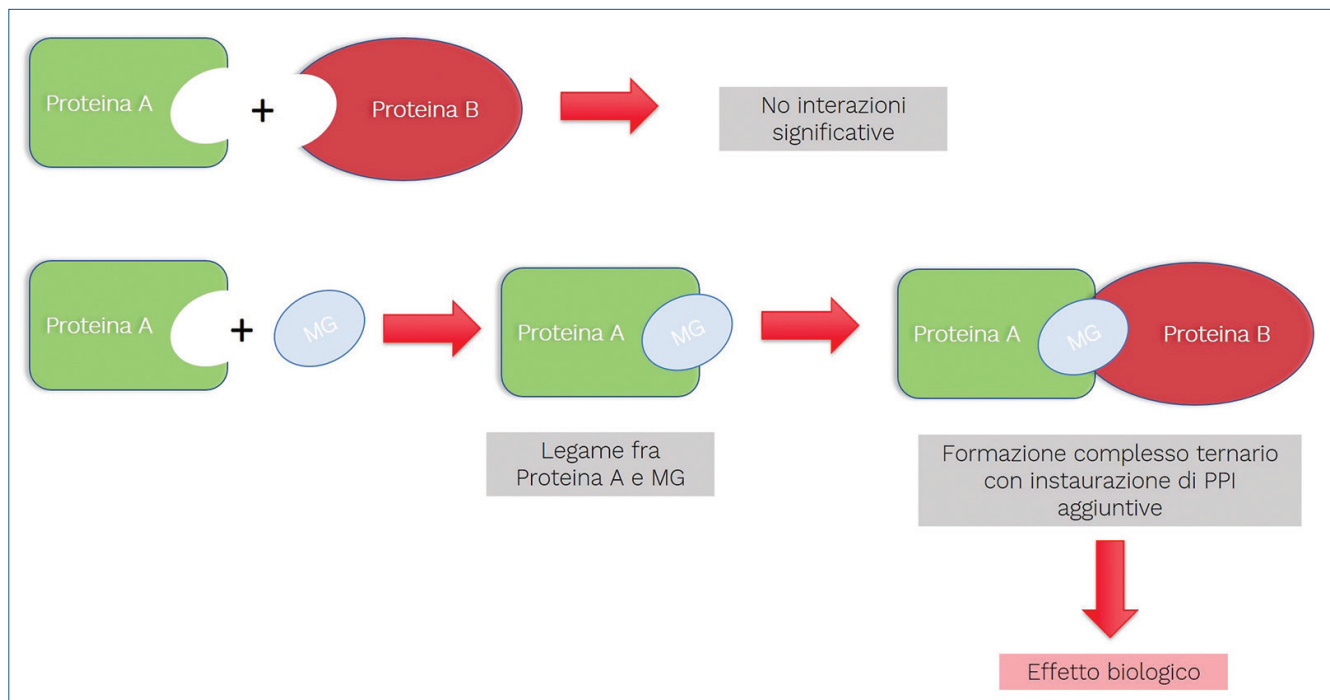 Proteina A
+
Proteina B
No interazioni
significative
Proteina A
+
MG
Proteina A
MG
Proteina A
MG
Proteina B
Legame fra
Proteina A e MG
Formazione complesso ternario
con instaurazione di PPI
aggiuntive
Effetto biologico